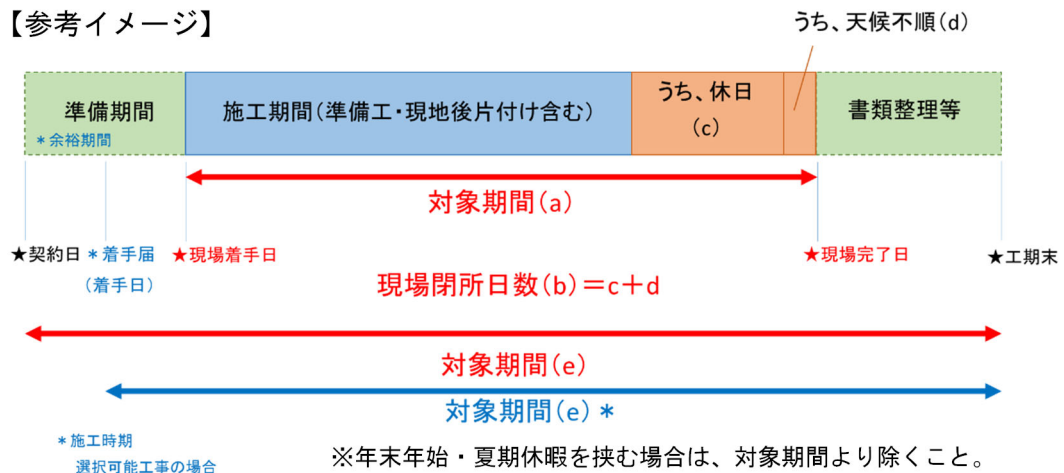 【参考イメージ】
うち、天候不順(d)
準備期間
＊余裕期間
施工期間(準備工・現地後片付け含む)
うち、休日
(c)
書類整理等
対象期間(a)
★契約日
＊着手届
(着手日)
★現場着手日
★現場完了日
★工期末
現場閉所日数(b)＝c＋d
対象期間(e)
対象期間(e)＊
＊施工時期
選択可能工事の場合
※年末年始・夏期休暇を挟む場合は、対象期間より除くこと。